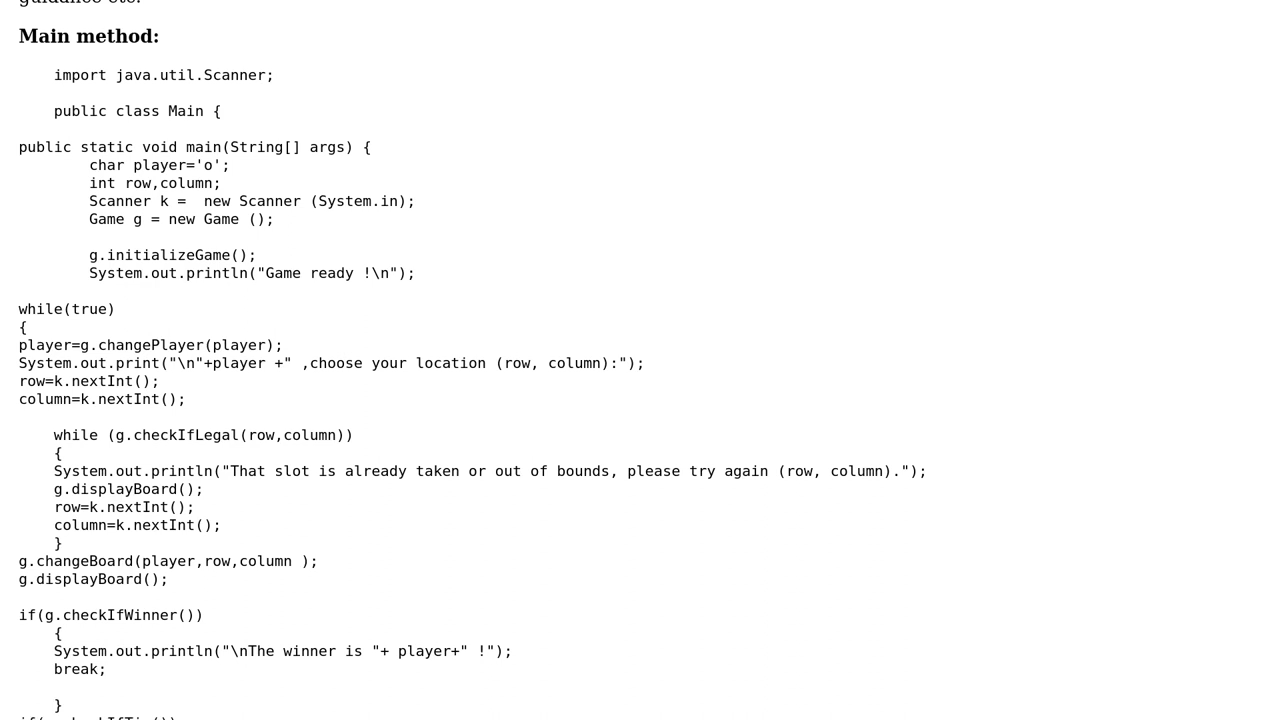 guidance etc.
Main method:
import java.util.Scanner;
public class Main {
public static void main(String[] args) {
char player='o';
int row,column;
Scanner k =  new Scanner (System.in);
Game g = new Game ();
g.initializeGame();
System.out.println("Game ready !\n");
while(true)
{
player=g.changePlayer(player);
System.out.print("\n"+player +" ,choose your location (row, column):");
row=k.nextInt();
column=k.nextInt();
while (g.checkIfLegal(row,column))
{
System.out.println("That slot is already taken or out of bounds, please try again (row, column).");
g.displayBoard();
row=k.nextInt();
column=k.nextInt();
}
g.changeBoard(player,row,column );
g.displayBoard();
if(g.checkIfWinner())
{
System.out.println("\nThe winner is "+ player+" !");
break;
}